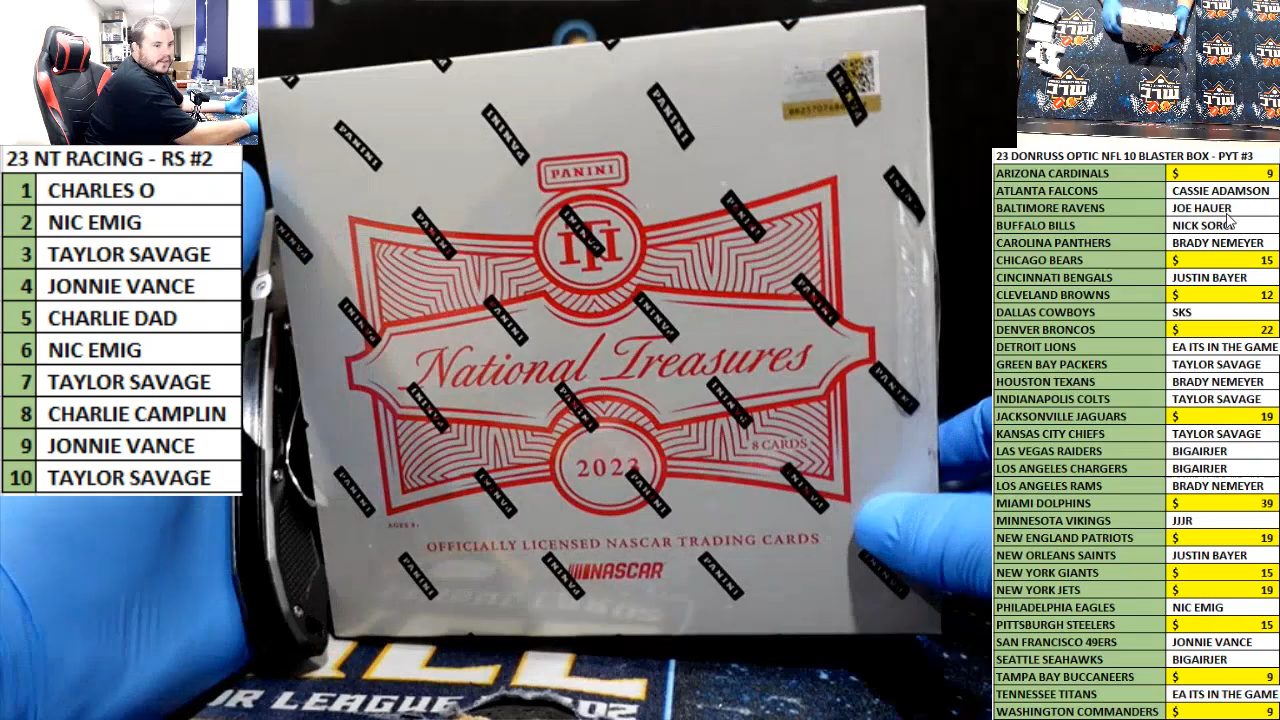 23 NT RACING - RS #2
1 CHARLES O
2 NIC EMIG
3 TAYLOR SAVAGE
4 JONNIE VANCE
5 CHARLIE DAD
6 NIC EMIG
7 TAYLOR SAVAGE
8 CHARLIE CAMPLIN
9 JONNIE VANCE
10 TAYLOR SAVAGE
PANINI
NT
National Treasures
8 CARDS
2023
OFFICIALLY LICENSED NASCAR TRADING CARDS
NASCAR
23 DONRUSS OPTIC NFL 10 BLASTER BOX - PYT #3
ARIZONA CARDINALS $ 9
ATLANTA FALCONS CASSIE ADAMSON
BALTIMORE RAVENS JOE HAUER
BUFFALO BILLS NICK
CAROLINA PANTHERS BRADY NEMEYER
CHICAGO BEARS $ 15
CINCINNATI BENGALS JUSTIN BAYER
CLEVELAND BROWNS $ 12
DALLAS COWBOYS SKS
DENVER BRONCOS $ 22
DETROIT LIONS EA ITS IN THE GAME
GREEN BAY PACKERS TAYLOR SAVAGE
HOUSTON TEXANS BRADY NEMEYER
INDIANAPOLIS COLTS TAYLOR SAVAGE
JACKSONVILLE JAGUARS $ 19
KANSAS CITY CHIEFS TAYLOR SAVAGE
LAS VEGAS RAIDERS BIGAIRJER
LOS ANGELES CHARGERS BIGAIRJER
LOS ANGELES RAMS BRADY NEMEYER
MIAMI DOLPHINS $ 39
MINNESOTA VIKINGS JJJR
NEW ENGLAND PATRIOTS $ 19
NEW ORLEANS SAINTS JUSTIN BAYER
NEW YORK GIANTS $ 15
NEW YORK JETS $ 19
PHILADELPHIA EAGLES NIC EMIG
PITTSBURGH STEELERS $ 15
SAN FRANCISCO 49ERS JONNIE VANCE
SEATTLE SEAHAWKS BIGAIRJER
TAMPA BAY BUCCANEERS $ 9
TENNESSEE TITANS EA ITS IN THE GAME
WASHINGTON COMMANDERS $ 9